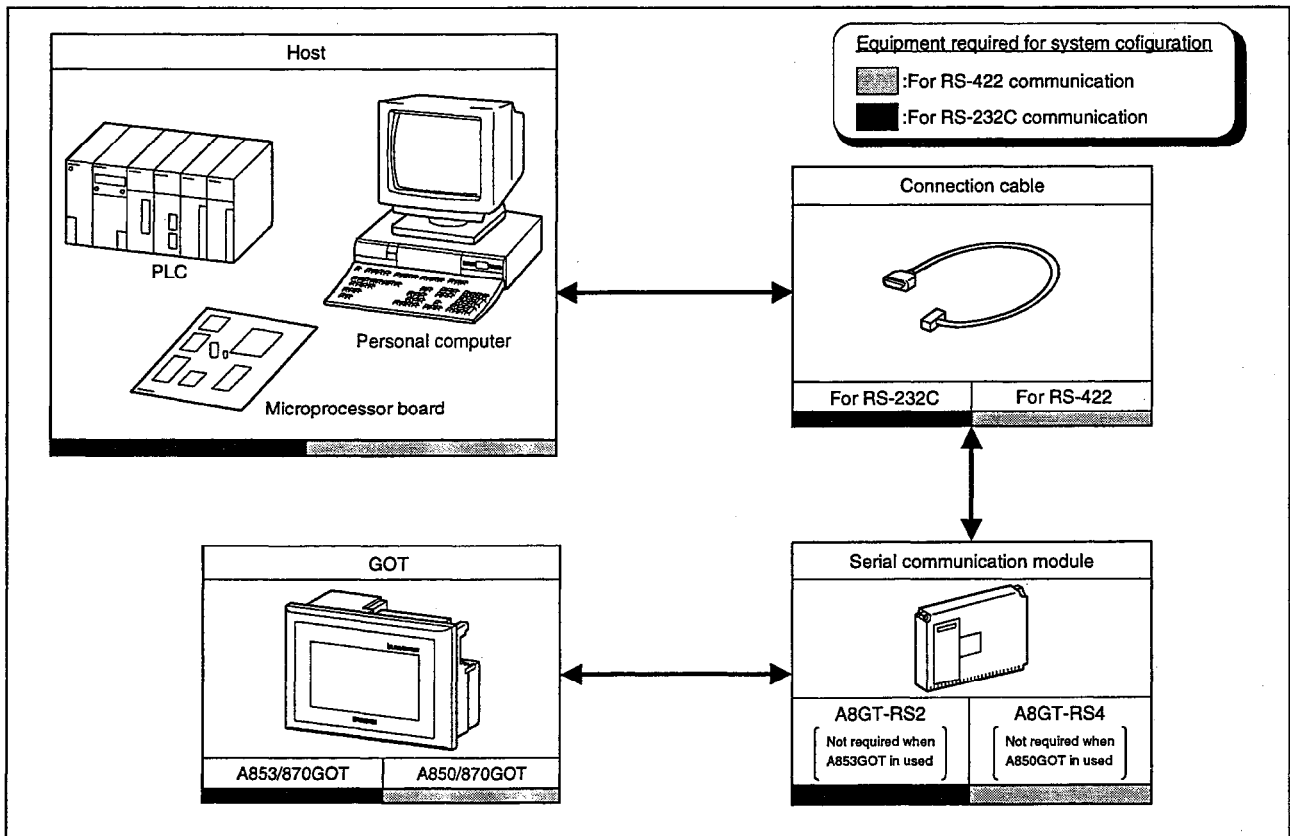 Host
PLC
Personal computer
Microprocessor board
Equipment required for system cofiguration
:For RS-422 communication
:For RS-232C communication
Connection cable
For RS-232C
For RS-422
GOT
A853/870GOT
A850/870GOT
Serial communication module
A8GT-RS2
Not required when
A853GOT in used
A8GT-RS4
Not required when
A850GOT in used